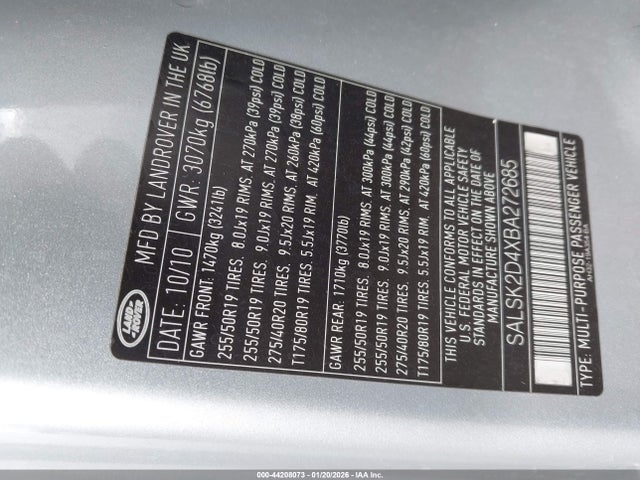 LAND-
ROVER
MFD BY LANDROVER IN THE UK
DATE: 10/10 GWR: 3070kg (6768lb)
GAWR FRONT: 1470kg (3241lb)
255/50R19 TIRES. 8.0Jx19 RIMS. AT 270kPa (39psi) COLD
255/50R19 TIRES. 9.0Jx19 RIMS. AT 270kPa (39psi) COLD
275/40R20 TIRES. 9.5Jx20 RIMS. AT 260kPa (38psi) COLD
T175/80R19 TIRES. 5.5Jx19 RIM. AT 420kPa (60psi) COLD
GAWR REAR: 1710kg (3770lb)
255/50R19 TIRES. 8.0Jx19 RIMS. AT 300kPa (44psi) COLD
255/50R19 TIRES. 9.0Jx19 RIMS. AT 300kPa (44psi) COLD
275/40R20 TIRES. 9.5Jx20 RIMS. AT 290kPa (42psi) COLD
T175/80R19 TIRES. 5.5Jx19 RIM. AT 420kPa (60psi) COLD
THIS VEHICLE CONFORMS TO ALL APPLICABLE
U.S. FEDERAL MOTOR VEHICLE SAFETY
STANDARDS IN EFFECT ON THE DATE OF
MANUFACTURE SHOWN ABOVE
SALSK2D4XBA272685
TYPE: MULTI-PURPOSE PASSENGER VEHICLE
000-44208073 - 01/20/2026 - IAA Inc.